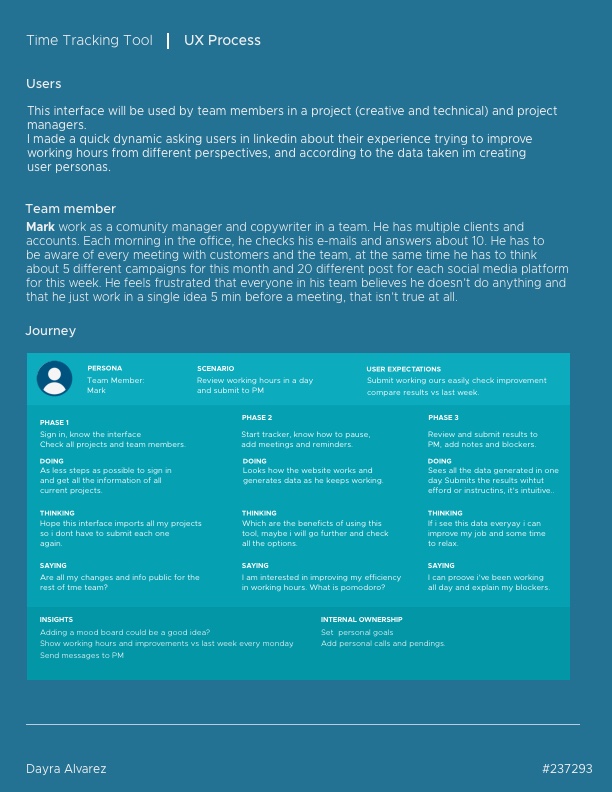 Time Tracking Tool | UX Process
Users
This interface will be used by team members in a project (creative and technical) and project
managers.
I made a quick dynamic asking users in linkedin about their experience trying to improve
working hours from different perspectives, and according to the data taken im creating
user personas.
Team member
Mark work as a comunity manager and copywriter in a team. He has multiple clients and
accounts. Each morning in the office, he checks his e-mails and answers about 10. He has to
be aware of every meeting with customers and the team, at the same time he has to think
about 5 different campaigns for this month and 20 different post for each social media platform
for this week. He feels frustrated that everyone in his team believes he doesn't do anything and
that he just work in a single idea 5 min before a meeting, that isn't true at all.
Journey
PERSONA
Team Member:
Mark
SCENARIO
Review working hours in a day
and submit to PM
USER EXPECTATIONS
Submit working ours easily, check improvement
compare results vs last week.
PHASE 1
Sign in, know the interface
Check all projects and team members.
DOING
As less steps as possible to sign in
and get all the information of all
current projects.
THINKING
Hope this interface imports all my projects
so i dont have to submit each one
again.
SAYING
Are all my changes and info public for the
rest of tme team?
PHASE 2
Start tracker, know how to pause,
add meetings and reminders.
DOING
Looks how the website works and
generates data as he keeps working.
THINKING
Which are the beneficts of using this
tool, maybe i will go further and check
all the options.
SAYING
I am interested in improving my efficiency
in working hours. What is pomodoro?
PHASE 3
Review and submit results to
PM, add notes and blockers.
DOING
Sees all the data generated in one
day. Submits the results wihtut
efford or instructins, it's intuitive..
THINKING
If i see this data everyay i can
improve my job and some time
to relax.
SAYING
I can proove i've been working
all day and explain my blockers.
INSIGHTS
Adding a mood board could be a good idea?
Show working hours and improvements vs last week every monday
Send messages to PM
INTERNAL OWNERSHIP
Set personal goals
Add personal calls and pendings.
Dayra Alvarez
#237293